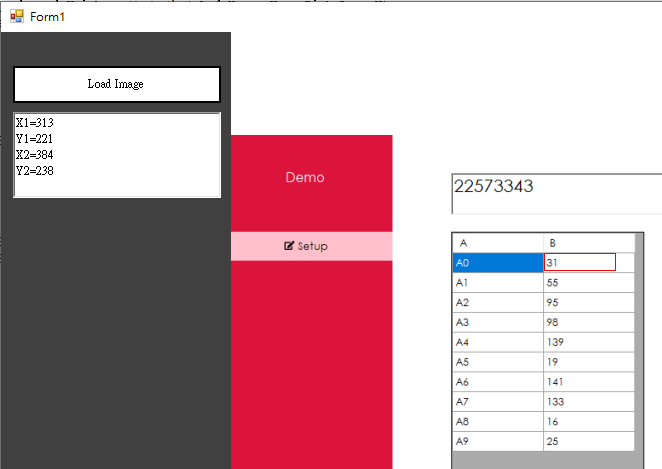 Form1
Load Image
X1=313
Y1=221
X2=384
Y2=238
Demo
Setup
22573343
A B
A0 31
A1 55
A2 95
A3 98
A4 139
A5 19
A6 141
A7 133
A8 16
A9 25